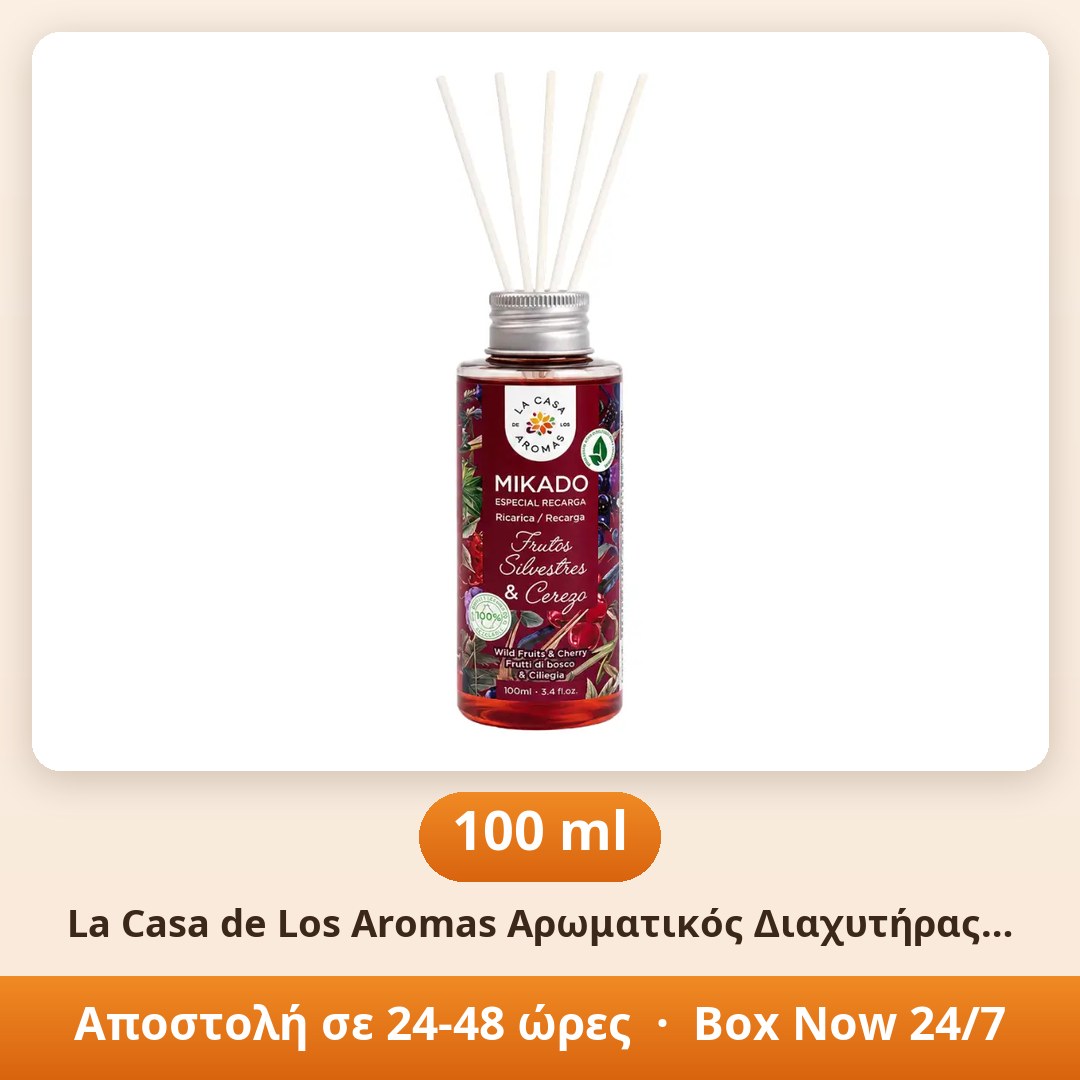 LA CASA
DE LOS
AROMAS
MIKADO
ESPECIAL RECARGA
Ricarica / Recarga
Frutos
Silvestres
& Cerezo
100%
Wild Fruits & Cherry
Frutti di bosco
& Ciliegia
100ml · 3.4 fl.oz.
100 ml
La Casa de Los Aromas Αρωματικός Διαχυτήρας...
Αποστολή σε 24-48 ώρες · Box Now 24/7